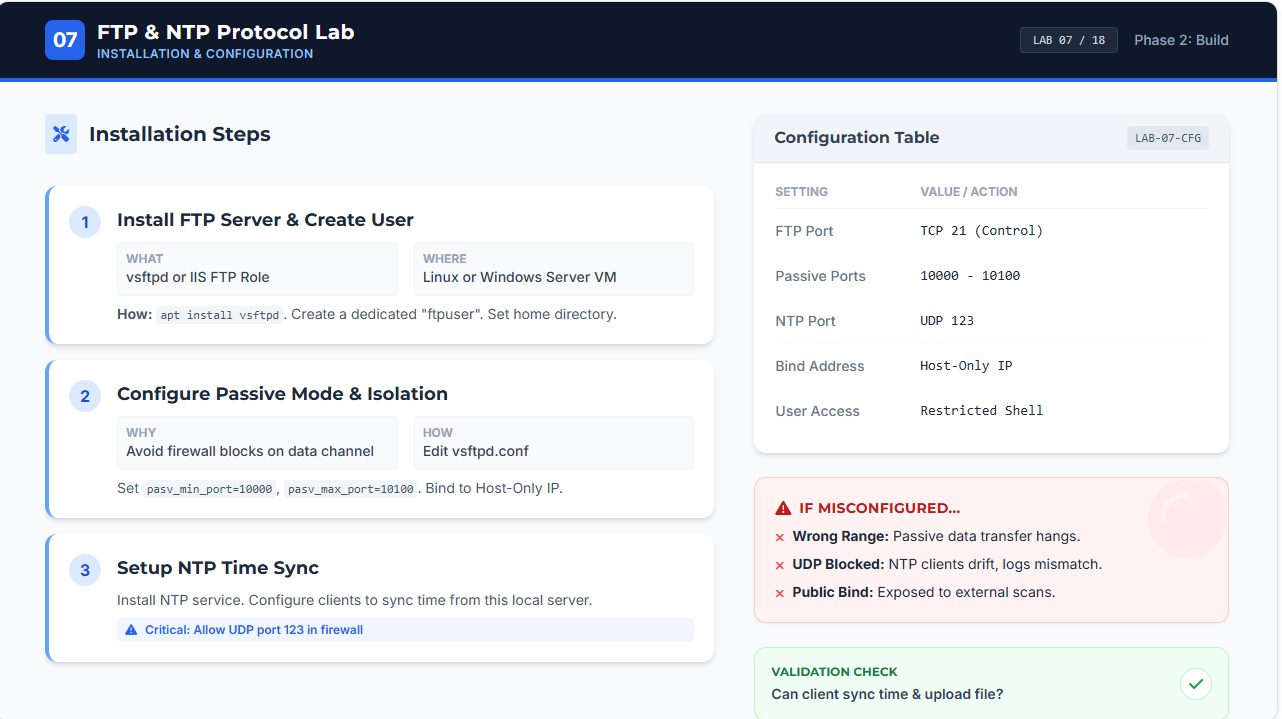 07
FTP & NTP Protocol Lab
INSTALLATION & CONFIGURATION
LAB 07 / 18
Phase 2: Build
Installation Steps
1
Install FTP Server & Create User
WHAT
vsftpd or IIS FTP Role
WHERE
Linux or Windows Server VM
How: apt install vsftpd. Create a dedicated "ftpuser". Set home directory.
2
Configure Passive Mode & Isolation
WHY
Avoid firewall blocks on data channel
HOW
Edit vsftpd.conf
Set pasv_min_port=10000, pasv_max_port=10100. Bind to Host-Only IP.
3
Setup NTP Time Sync
Install NTP service. Configure clients to sync time from this local server.
Critical: Allow UDP port 123 in firewall
Configuration Table
LAB-07-CFG
SETTING VALUE / ACTION
FTP Port TCP 21 (Control)
Passive Ports 10000 - 10100
NTP Port UDP 123
Bind Address Host-Only IP
User Access Restricted Shell
IF MISCONFIGURED...
Wrong Range: Passive data transfer hangs.
UDP Blocked: NTP clients drift, logs mismatch.
Public Bind: Exposed to external scans.
VALIDATION CHECK
Can client sync time & upload file?